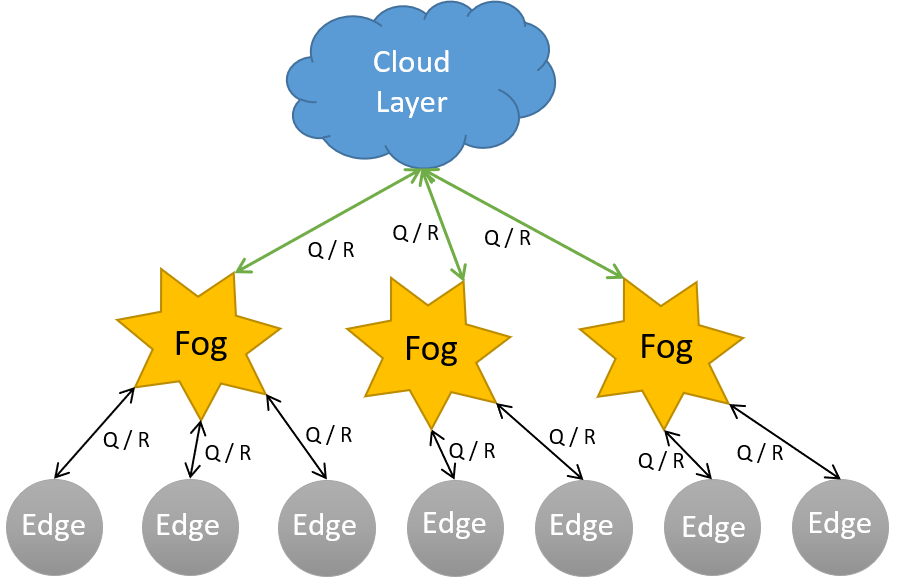 Cloud
Layer
Q / R
Q / R
Q / R
Fog
Fog
Fog
Q / R
Q / R
Q / R
Q / R
Q / R
Q / R
Q / R
Edge
Edge
Edge
Edge
Edge
Edge
Edge